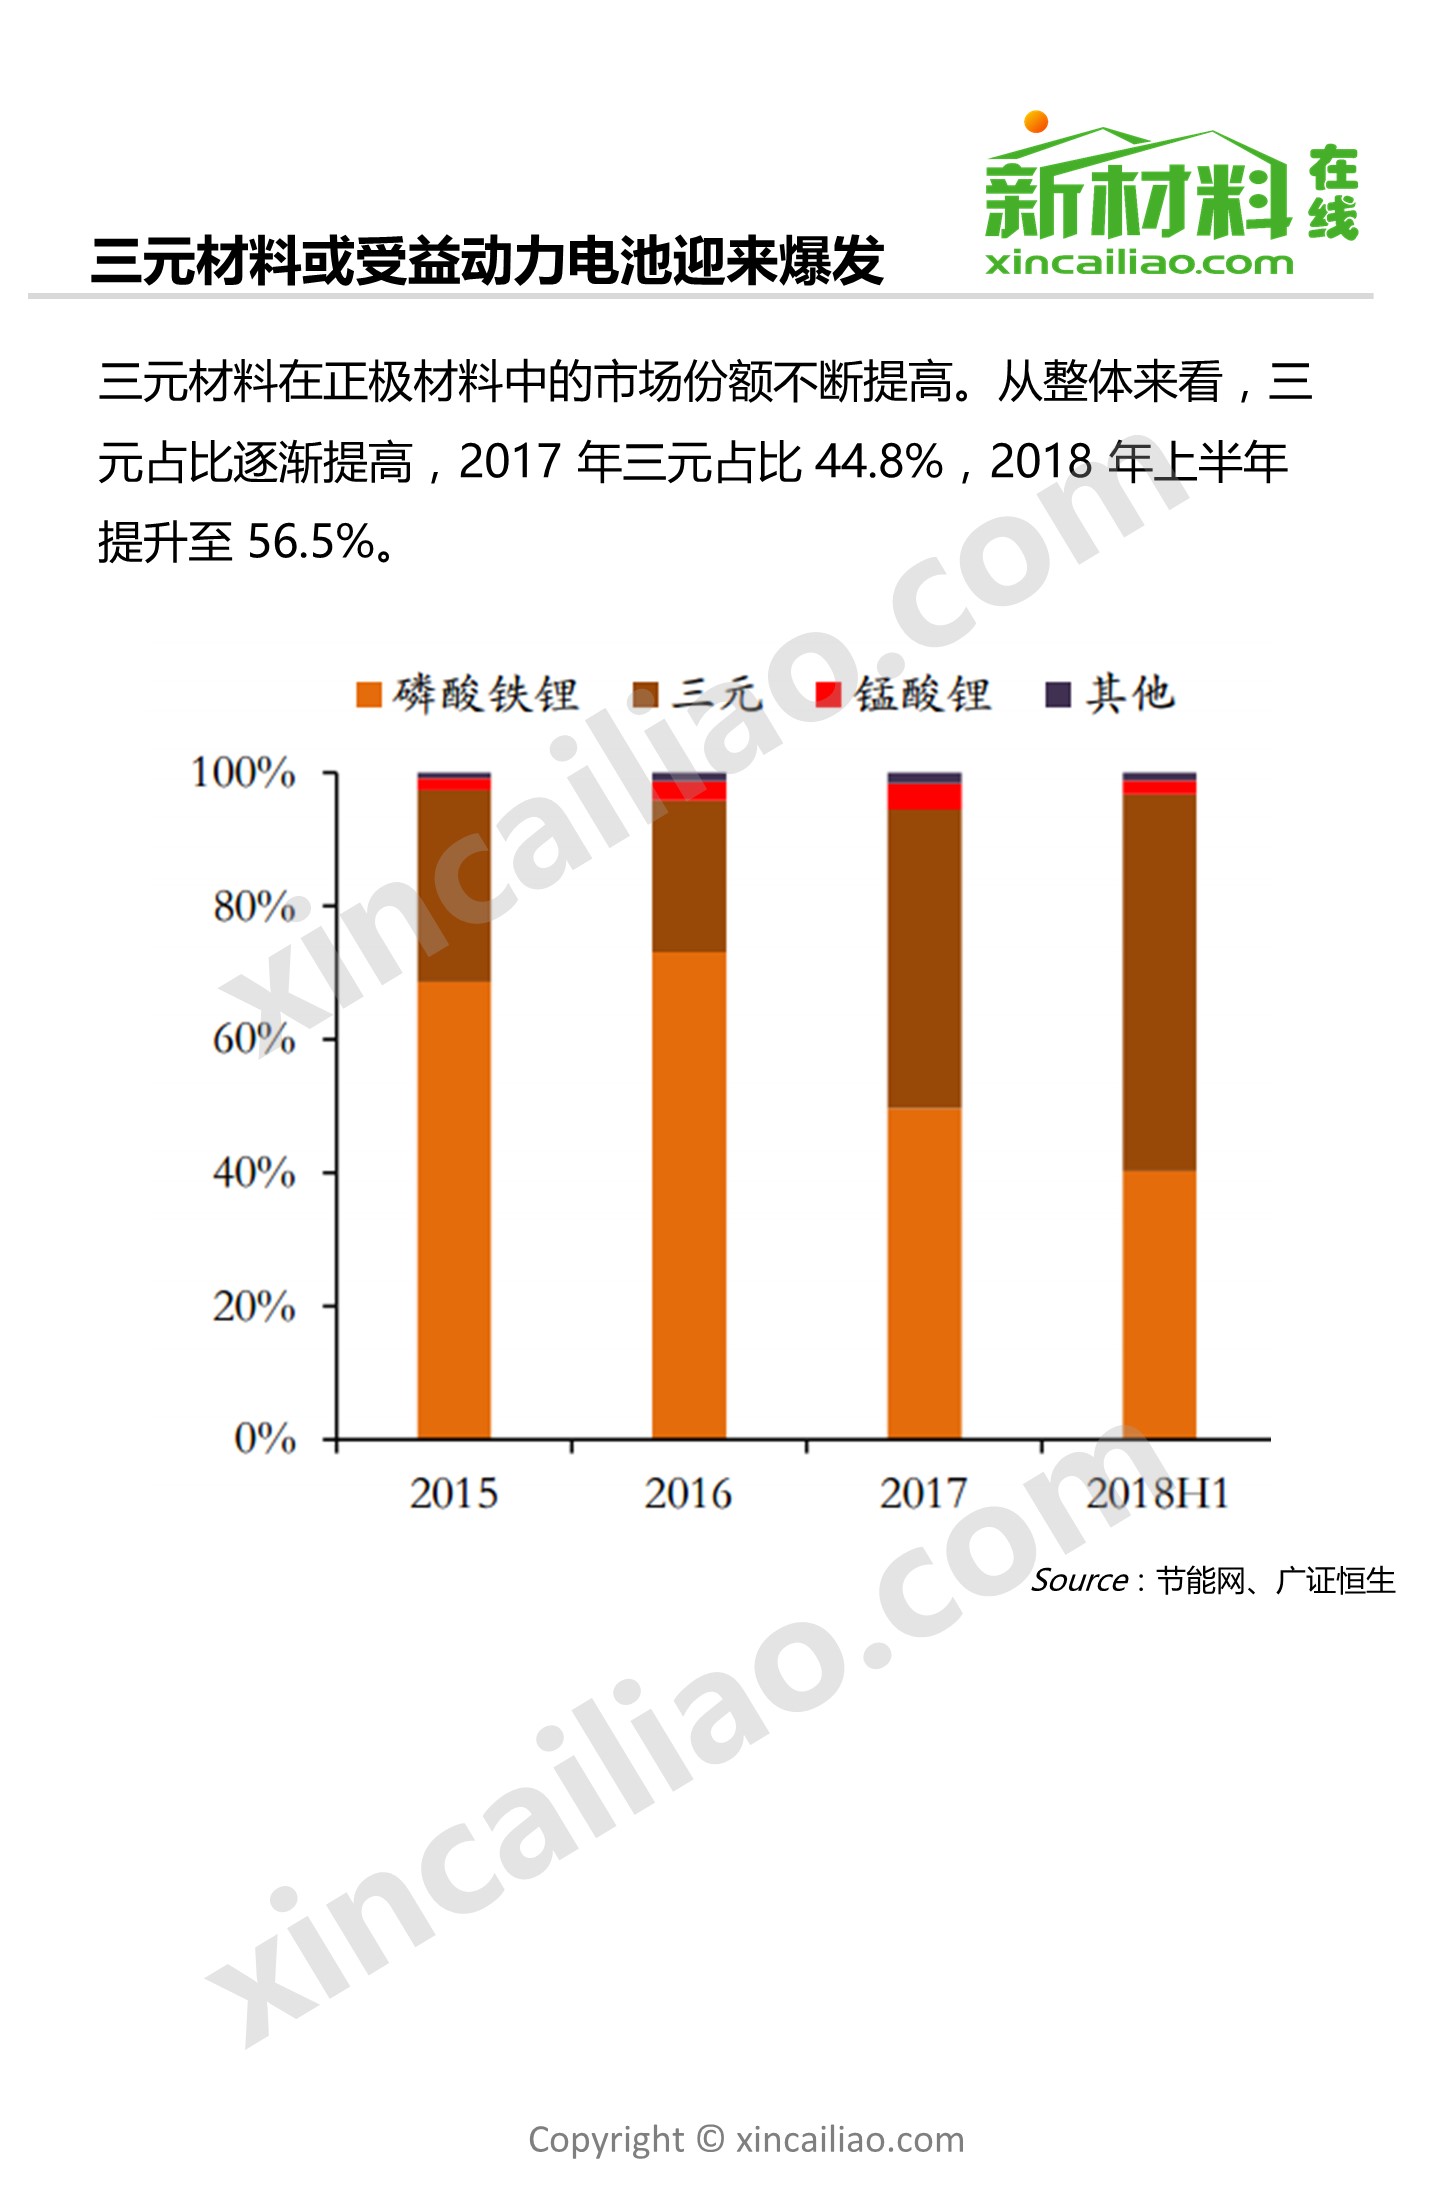 新材料在线
xincailiao.com
三元材料或受益动力电池迎来爆发
三元材料在正极材料中的市场份额不断提高。从整体来看，三
元占比逐渐提高，2017 年三元占比 44.8%，2018 年上半年
提升至 56.5%。
磷酸铁锂 三元 锰酸锂 其他
100%
80%
60%
40%
20%
0%
2015 2016 2017 2018H1
Source：节能网、广证恒生
xincailiao.com
xincailiao.com
Copyright © xincailiao.com